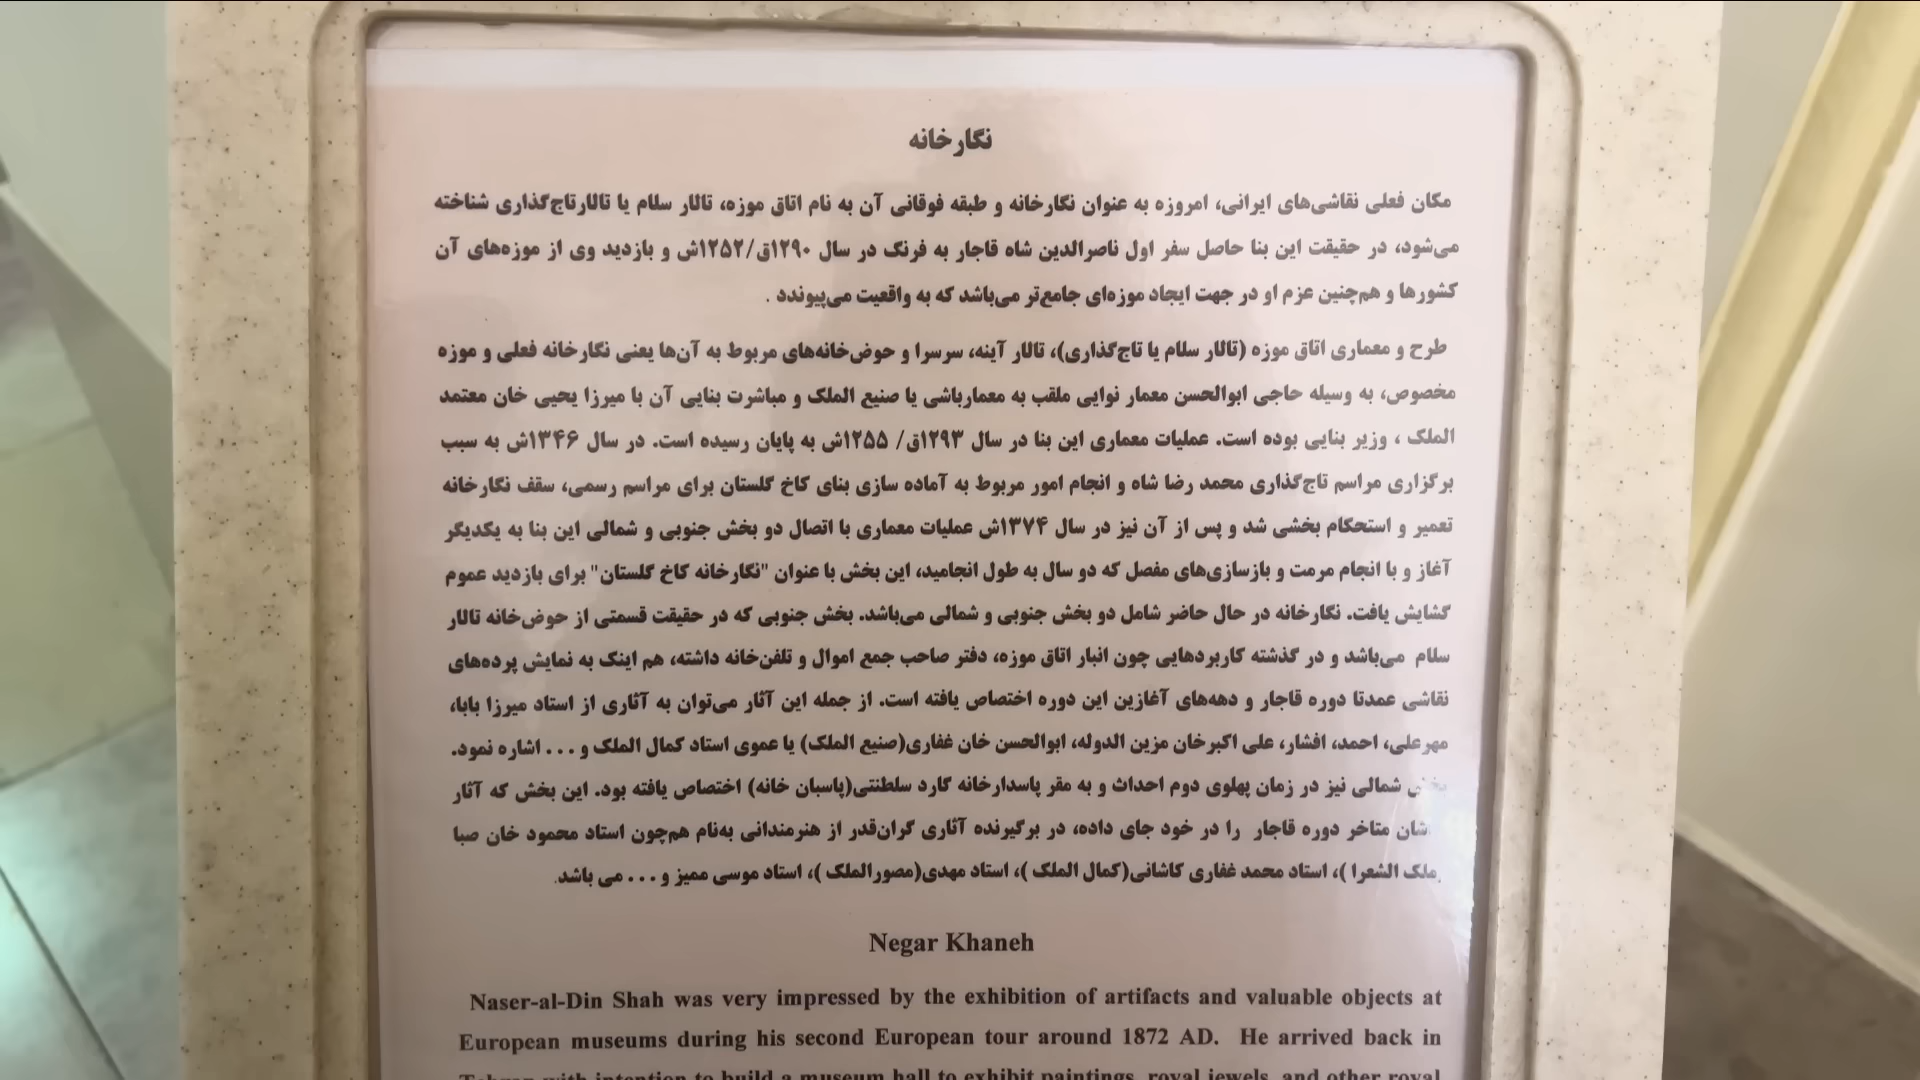 نگارخانه
مکان فعلی نقاشی‌های ایرانی، امروزه به عنوان نگارخانه و طبقه فوقانی آن به نام اتاق موزه، تالار سلام یا تالارتاج‌گذاری شناخته
می‌شود، در حقیقت این بنا حاصل سفر اول ناصرالدین شاه قاجار به فرنگ در سال ۱۲۹۰ق/۱۲۵۲ش و بازدید وی از موزه‌های آن
کشورها و هم‌چنین عزم او در جهت ایجاد موزه‌ای جامع‌تر می‌باشد که به واقعیت می‌پیوندد .
طرح و معماری اتاق موزه (تالار سلام یا تاج‌گذاری)، تالار آینه، سرسرا و حوض‌خانه‌های مربوط به آن‌ها یعنی نگارخانه فعلی و موزه
مخصوص، به وسیله حاجی ابوالحسن معمار نوایی ملقب به معمارباشی یا صنیع الملک و مباشرت بنایی آن با میرزا یحیی خان معتمد
الملک ، وزیر بنایی بوده است. عملیات معماری این بنا در سال ۱۲۹۳ق/ ۱۲۵۵ش به پایان رسیده است. در سال ۱۳۴۶ش به سبب
برگزاری مراسم تاج‌گذاری محمد رضا شاه و انجام امور مربوط به آماده سازی بنای کاخ گلستان برای مراسم رسمی، سقف نگارخانه
تعمیر و استحکام بخشی شد و پس از آن نیز در سال ۱۳۷۴ش عملیات معماری با اتصال دو بخش جنوبی و شمالی این بنا به یکدیگر
آغاز و با انجام مرمت و بازسازی‌های مفصل که دو سال به طول انجامید، این بخش با عنوان "نگارخانه کاخ گلستان" برای بازدید عموم
گشایش یافت. نگارخانه در حال حاضر شامل دو بخش جنوبی و شمالی می‌باشد. بخش جنوبی که در حقیقت قسمتی از حوض‌خانه تالار
سلام می‌باشد و در گذشته کاربردهایی چون انبار اتاق موزه، دفتر صاحب جمع اموال و تلفن‌خانه داشته، هم اینک به نمایش پرده‌های
نقاشی عمدتا دوره قاجار و دهه‌های آغازین این دوره اختصاص یافته است. از جمله این آثار می‌توان به آثاری از استاد میرزا بابا،
مهرعلی، احمد، افشار، علی اکبرخان مزین الدوله، ابوالحسن خان غفاری(صنیع الملک) یا عموی استاد کمال الملک و . . . اشاره نمود.
شمالی نیز در زمان پهلوی دوم احداث و به مقر پاسدارخانه گارد سلطنتی(پاسبان خانه) اختصاص یافته بود. این بخش که آثار
متاخر دوره قاجار را در خود جای داده، در برگیرنده آثاری گران‌قدر از هنرمندانی به‌نام هم‌چون استاد محمود خان صبا
ملک الشعرا )، استاد محمد غفاری کاشانی(کمال الملک )، استاد مهدی(مصورالملک )، استاد موسی ممیز و . . . می باشد.
Negar Khaneh
Naser-al-Din Shah was very impressed by the exhibition of artifacts and valuable objects at
European museums during his second European tour around 1872 AD. He arrived back in
Tehran with intention to build a museum hall to exhibit paintings, royal jewels, and other royal